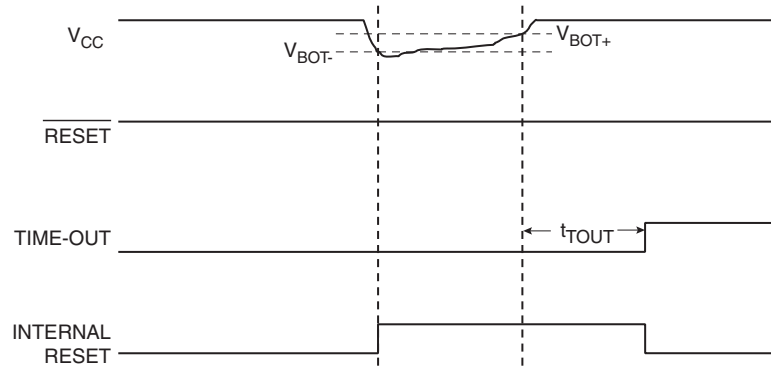 VCC
VBOT-
VBOT+
RESET
TIME-OUT
tTOUT
INTERNAL
RESET